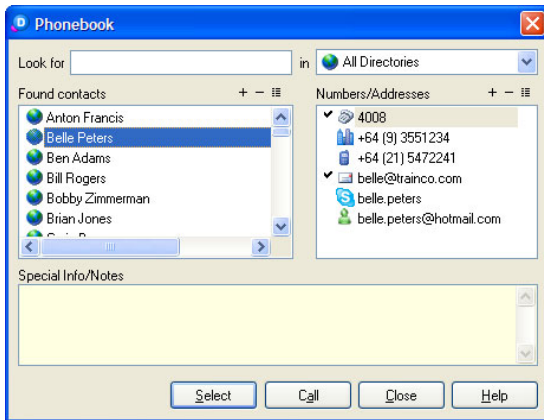 Phonebook
Look for
in All Directories
Found contacts
Numbers/Addresses
Anton Francis
Belle Peters
Ben Adams
Bill Rogers
Bobby Zimmerman
Brian Jones
4008
+64 (9) 3551234
+64 (21) 5472241
belle@trainco.com
belle.peters
belle.peters@hotmail.com
Special Info/Notes
Select Call Close Help